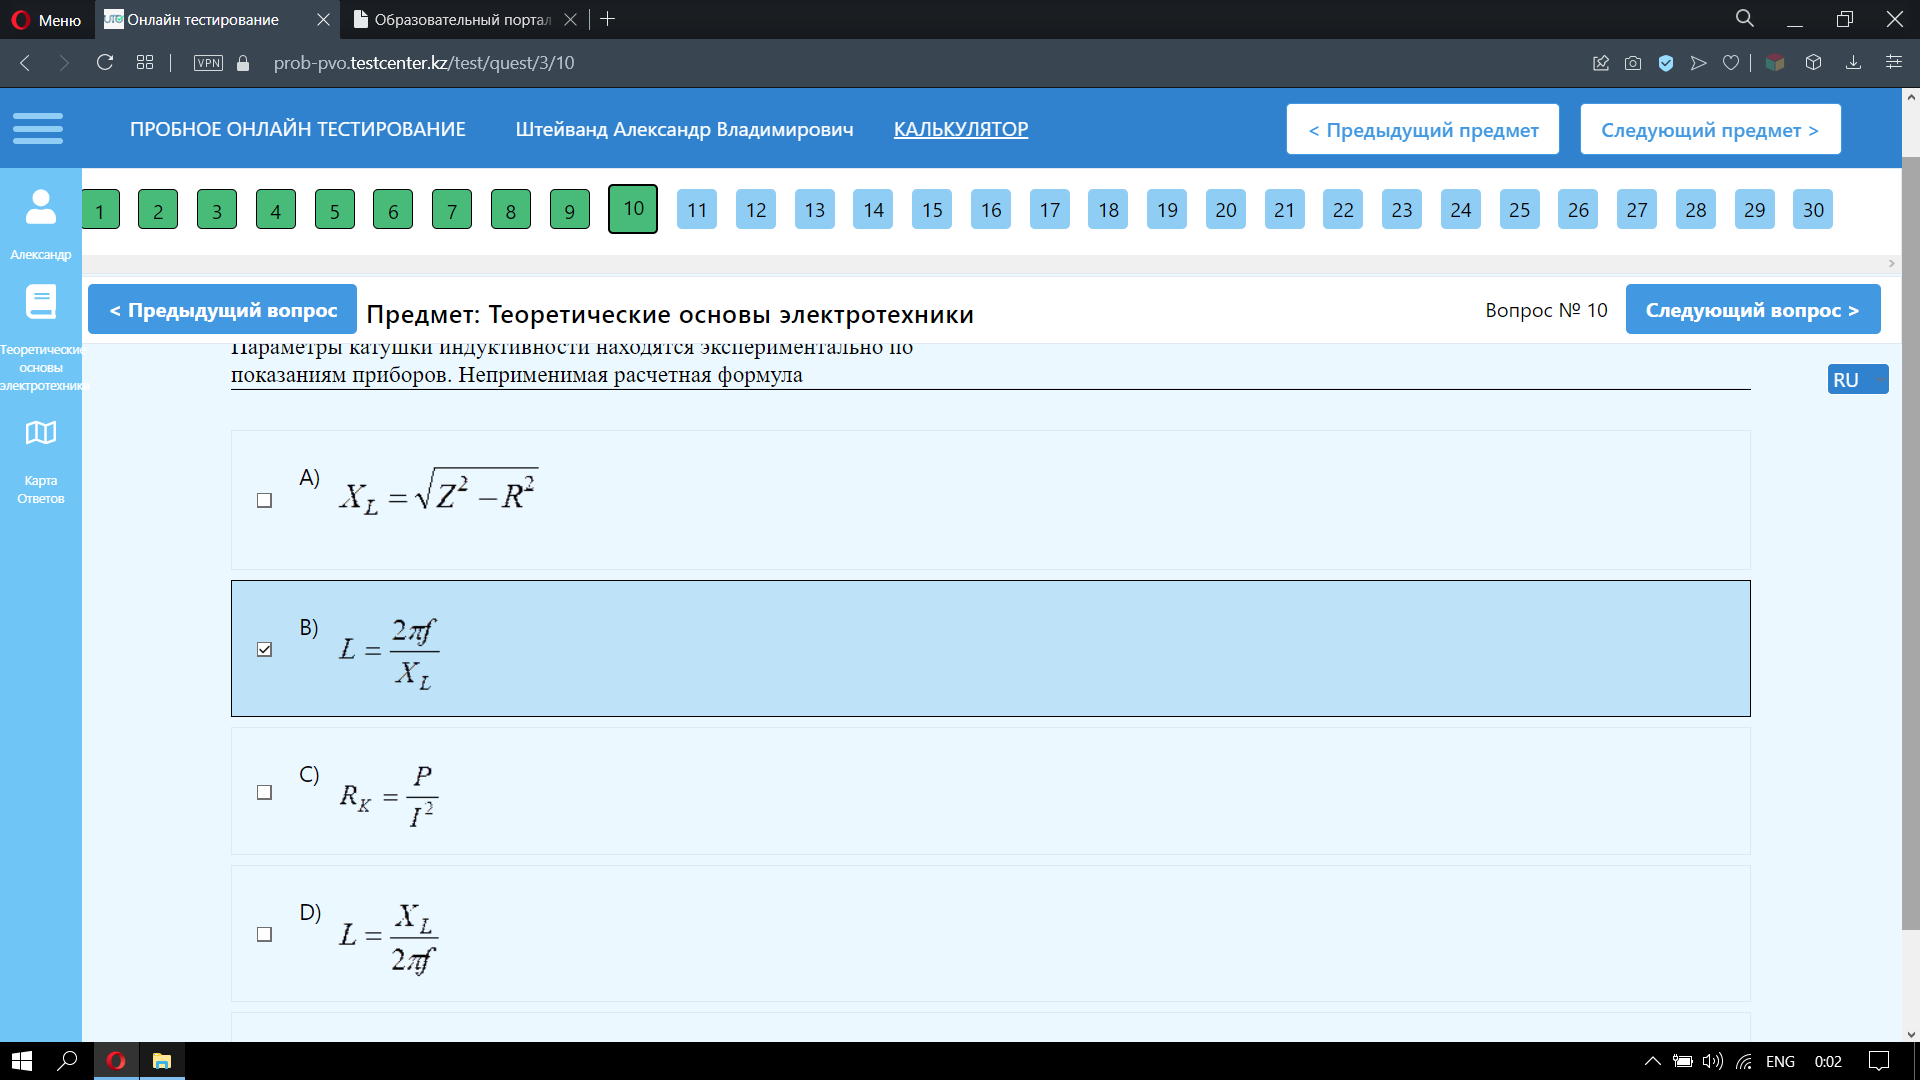 Меню
Онлайн тестирование
Образовательный портал
VPN
prob-pvo.testcenter.kz/test/quest/3/10
ПРОБНОЕ ОНЛАЙН ТЕСТИРОВАНИЕ
Штейванд Александр Владимирович
КАЛЬКУЛЯТОР
< Предыдущий предмет
Следующий предмет >
1 2 3 4 5 6 7 8 9 10 11 12 13 14 15 16 17 18 19 20 21 22 23 24 25 26 27 28 29 30
Александр
Теоретические
основы
электротехники
Карта
Ответов
< Предыдущий вопрос
Предмет: Теоретические основы электротехники
Вопрос № 10
Следующий вопрос >
Параметры катушки индуктивности находятся экспериментально по
показаниям приборов. Неприменимая расчетная формула
RU
A) X_L = √(Z² − R²)
B) L = 2πf / X_L
C) R_K = P / I²
D) L = X_L / 2πf
ENG
0:02